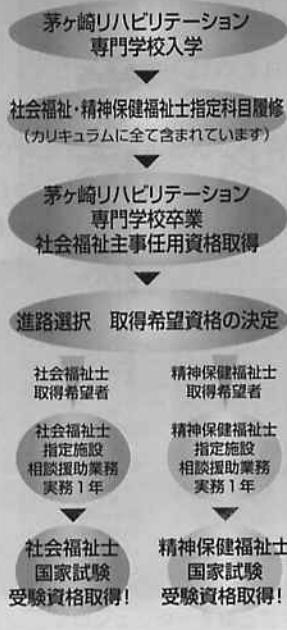 茅ヶ崎リハビリテーション
専門学校入学
社会福祉・精神保健福祉士指定科目履修
(カリキュラムに全て含まれています)
茅ヶ崎リハビリテーション
専門学校卒業
社会福祉主事任用資格取得
進路選択 取得希望資格の決定
社会福祉士
取得希望者
社会福祉士
指定施設
相談援助業務
実務1年
社会福祉士
国家試験
受験資格取得!
精神保健福祉士
取得希望者
精神保健福祉士
指定施設
相談援助業務
実務1年
精神保健福祉士
国家試験
受験資格取得!